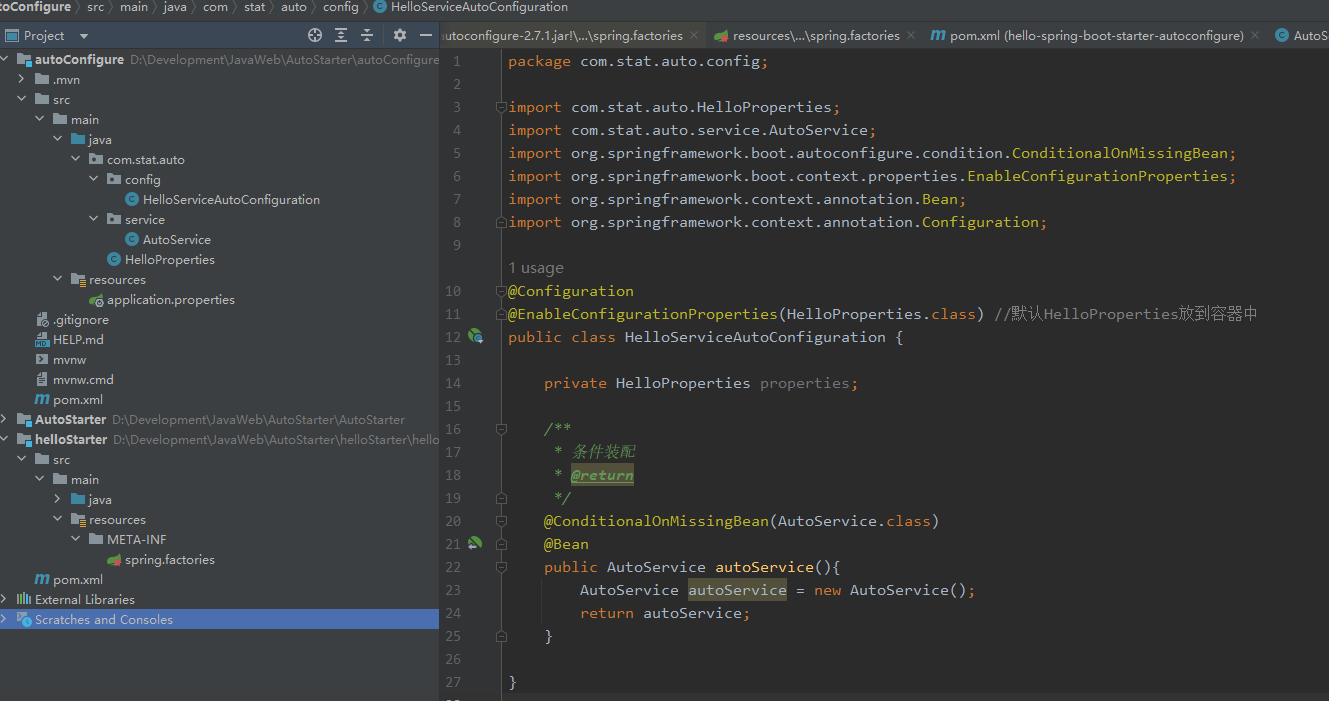 oConfigure src main java com stat auto config HelloServiceAutoConfiguration
Project
utoconfigure-2.7.1.jar!\...\spring.factories resources\...\spring.factories pom.xml (hello-spring-boot-starter-autoconfigure) AutoS
autoConfigure D:\Development\JavaWeb\AutoStarter\autoConfigure
.mvn
src
main
java
com.stat.auto
config
HelloServiceAutoConfiguration
service
AutoService
HelloProperties
resources
application.properties
.gitignore
HELP.md
mvnw
mvnw.cmd
pom.xml
AutoStarter D:\Development\JavaWeb\AutoStarter\AutoStarter
helloStarter D:\Development\JavaWeb\AutoStarter\helloStarter\hello
src
main
java
resources
META-INF
spring.factories
pom.xml
External Libraries
Scratches and Consoles
1 package com.stat.auto.config;
2
3 import com.stat.auto.HelloProperties;
4 import com.stat.auto.service.AutoService;
5 import org.springframework.boot.autoconfigure.condition.ConditionalOnMissingBean;
6 import org.springframework.boot.context.properties.EnableConfigurationProperties;
7 import org.springframework.context.annotation.Bean;
8 import org.springframework.context.annotation.Configuration;
9
1 usage
10 @Configuration
11 @EnableConfigurationProperties(HelloProperties.class) //默认HelloProperties放到容器中
12 public class HelloServiceAutoConfiguration {
13
14 private HelloProperties properties;
15
16 /**
17 * 条件装配
18 * @return
19 */
20 @ConditionalOnMissingBean(AutoService.class)
21 @Bean
22 public AutoService autoService(){
23 AutoService autoService = new AutoService();
24 return autoService;
25 }
26
27 }